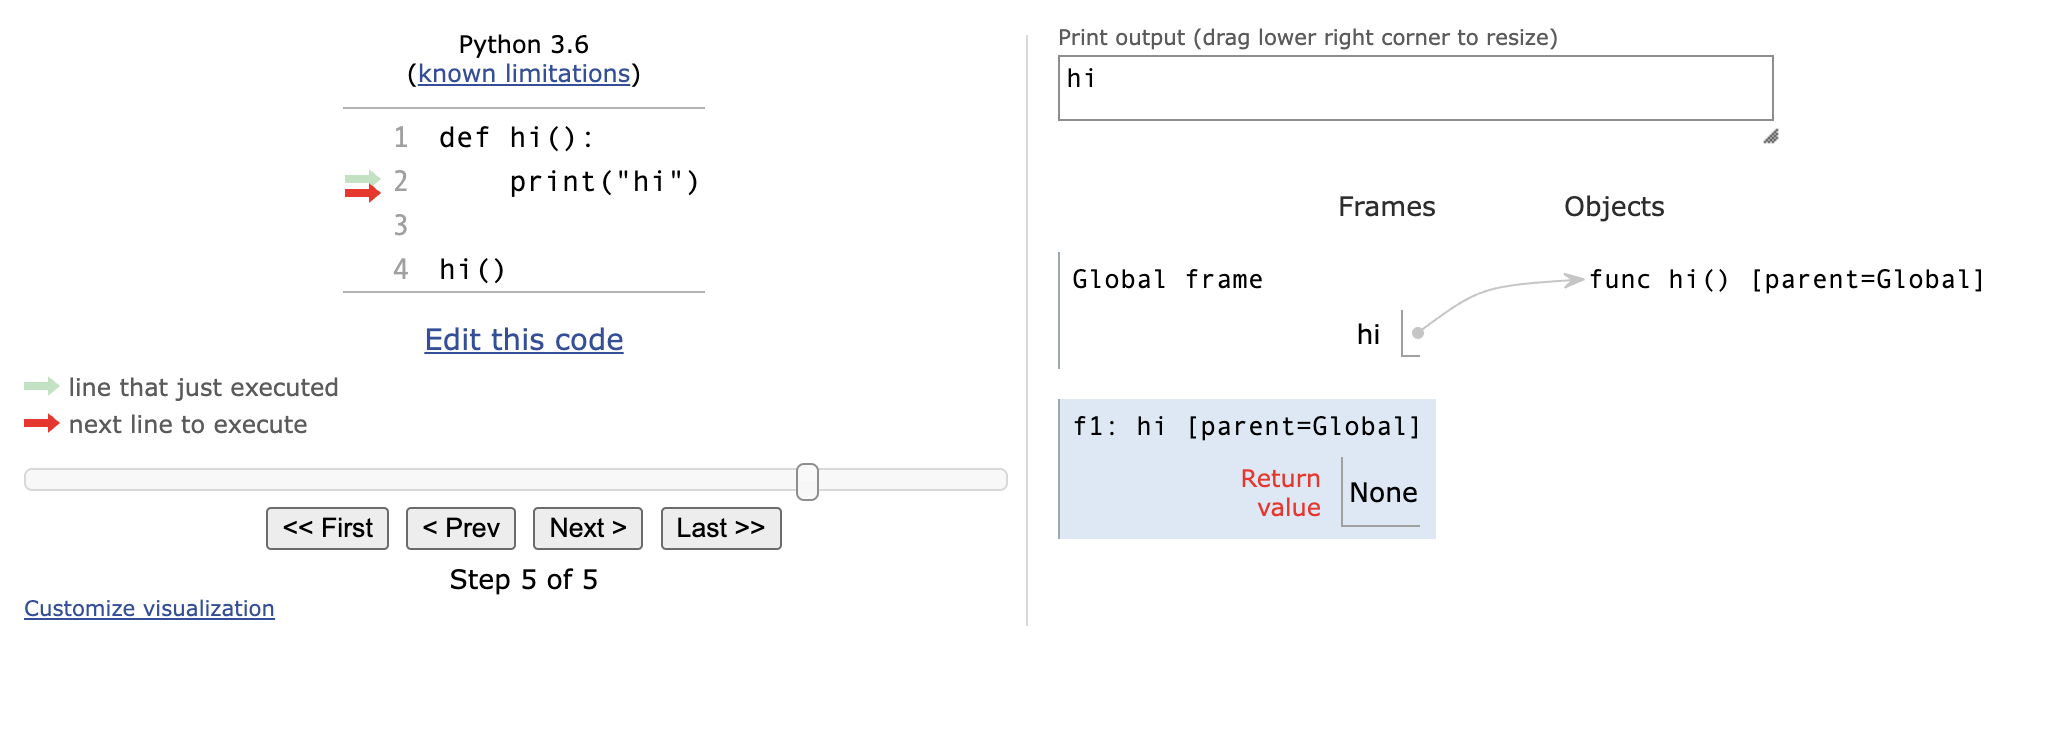 Python 3.6
(known limitations)
1 def hi():
2     print("hi")
3
4 hi()
Edit this code
line that just executed
next line to execute
<< First < Prev Next > Last >>
Step 5 of 5
Customize visualization
Print output (drag lower right corner to resize)
hi
Frames Objects
Global frame func hi() [parent=Global]
hi
f1: hi [parent=Global]
Return
value None